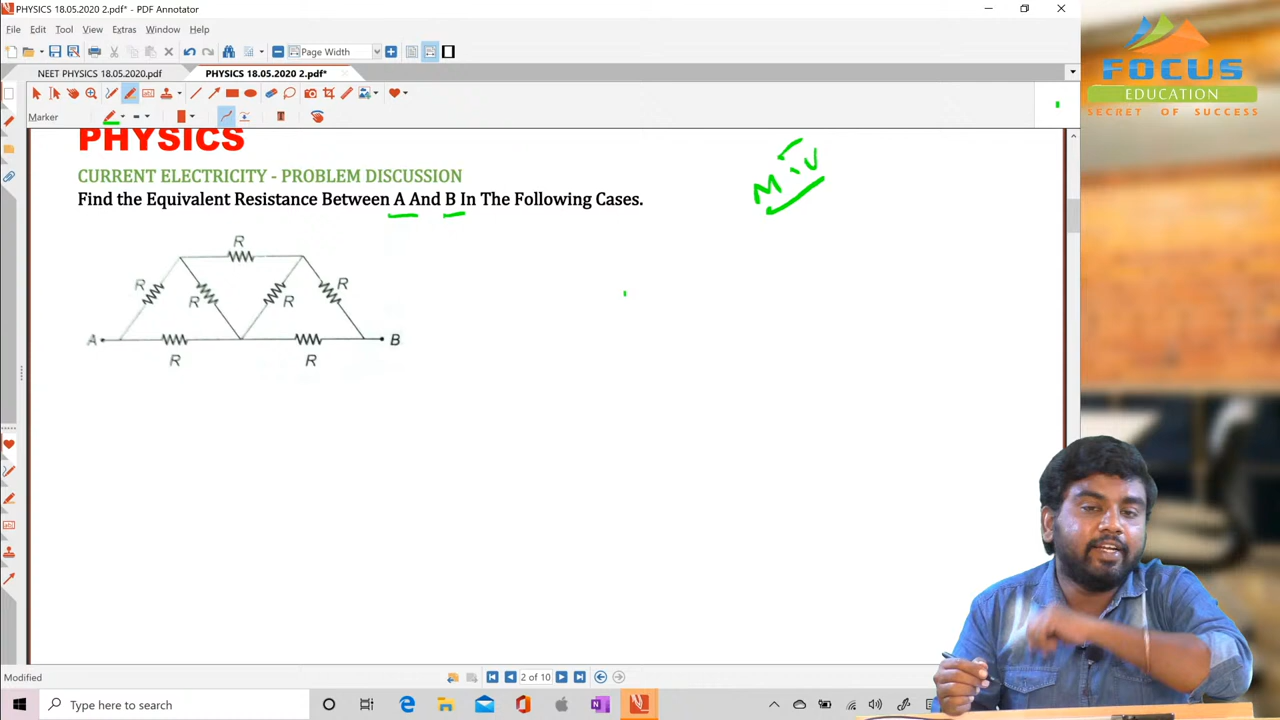 PHYSICS 18.05.2020 2.pdf* - PDF Annotator
File Edit Tool View Extras Window Help
Page Width
NEET PHYSICS 18.05.2020.pdf
PHYSICS 18.05.2020 2.pdf*
Marker
FOCUS
EDUCATION
SECRET OF SUCCESS
PHYSICS
CURRENT ELECTRICITY - PROBLEM DISCUSSION
Find the Equivalent Resistance Between A And B In The Following Cases.
R
R R R R
A B
R R
Modified
2 of 10
Type here to search